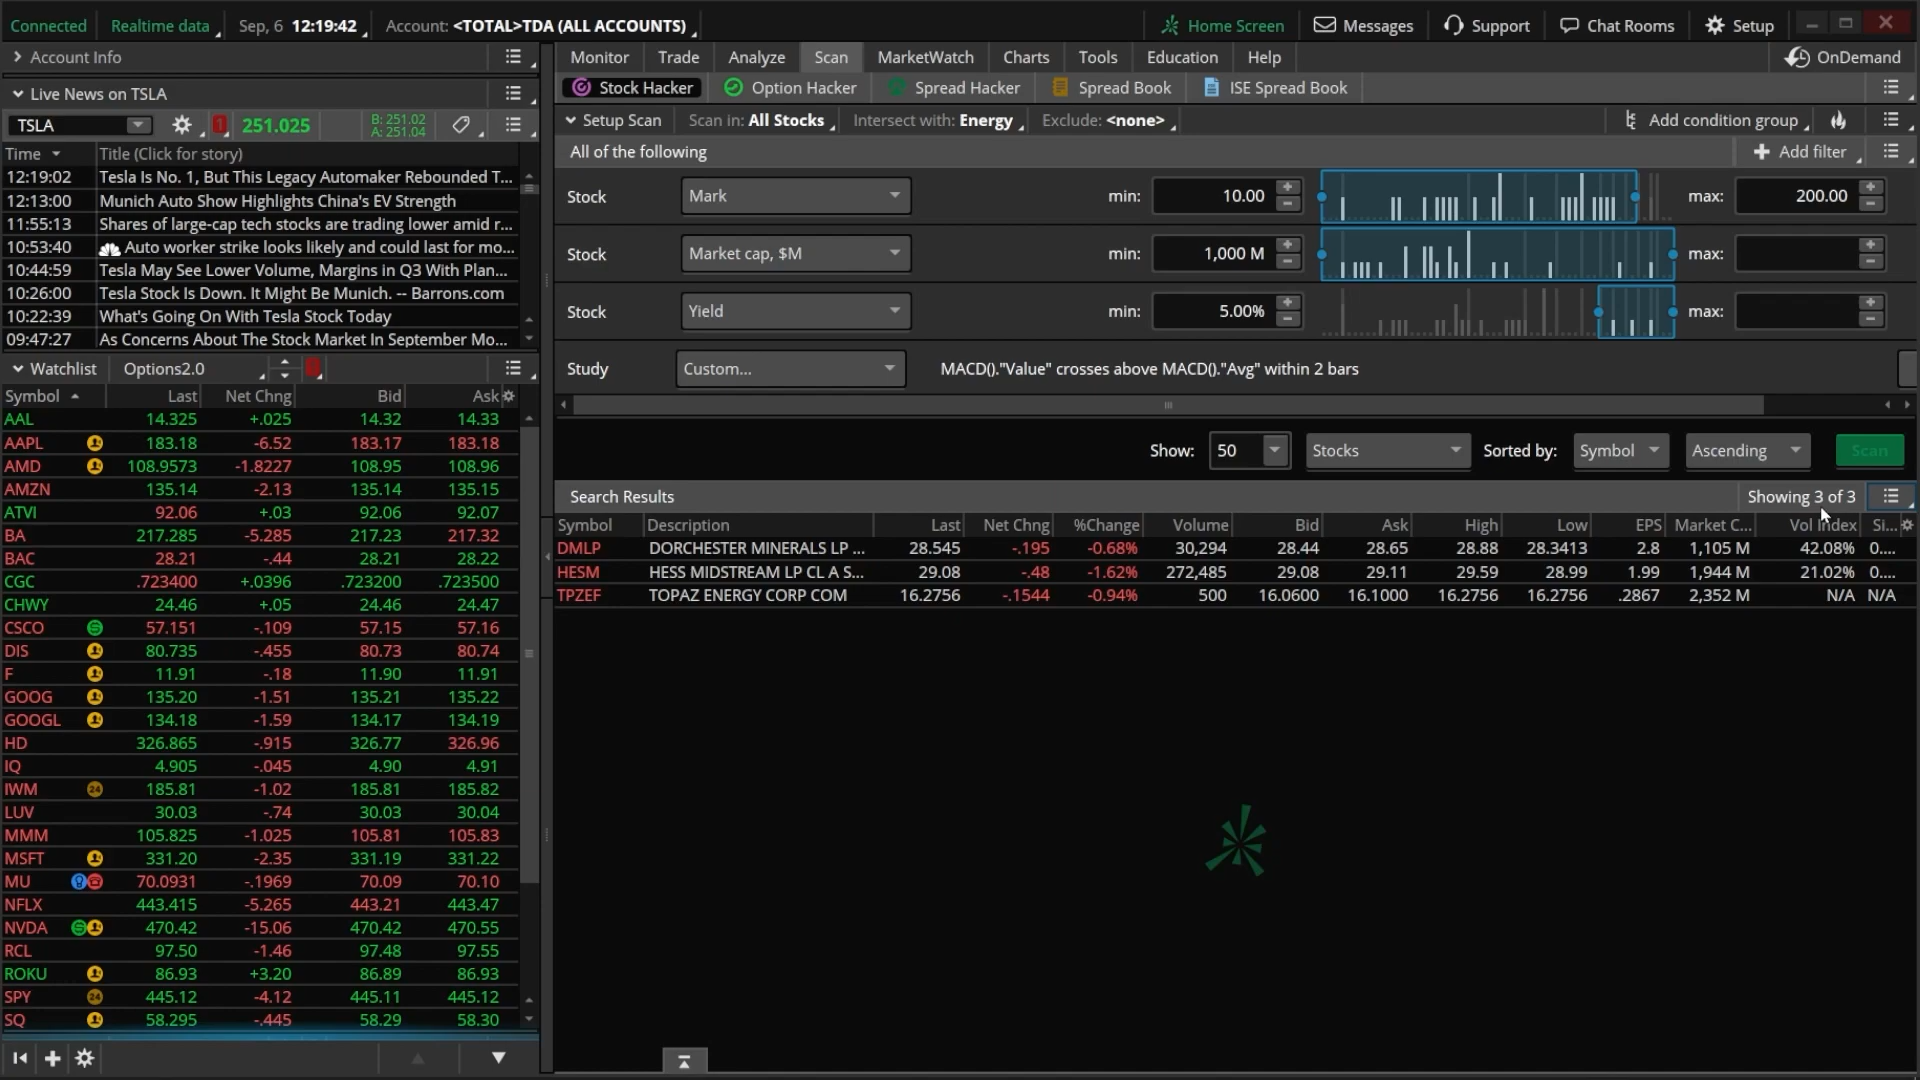 Connected Realtime data Sep, 6 12:19:42 Account: <TOTAL>TDA (ALL ACCOUNTS) Home Screen Messages Support Chat Rooms Setup
Account Info
Monitor Trade Analyze Scan MarketWatch Charts Tools Education Help OnDemand
Stock Hacker Option Hacker Spread Hacker Spread Book ISE Spread Book
Live News on TSLA
TSLA 1 251.025 B: 251.02 A: 251.04
Time Title (Click for story)
12:19:02 Tesla Is No. 1, But This Legacy Automaker Rebounded T...
12:13:00 Munich Auto Show Highlights China's EV Strength
11:55:13 Shares of large-cap tech stocks are trading lower amid r...
10:53:40 Auto worker strike looks likely and could last for mo...
10:44:59 Tesla May See Lower Volume, Margins in Q3 With Plan...
10:26:00 Tesla Stock Is Down. It Might Be Munich. -- Barrons.com
10:22:39 What's Going On With Tesla Stock Today
09:47:27 As Concerns About The Stock Market In September Mo...
Watchlist Options2.0
Symbol Last Net Chng Bid Ask
AAL 14.325 +.025 14.32 14.33
AAPL 183.18 -6.52 183.17 183.18
AMD 108.9573 -1.8227 108.95 108.96
AMZN 135.14 -2.13 135.14 135.15
ATVI 92.06 +.03 92.06 92.07
BA 217.285 -5.285 217.23 217.32
BAC 28.21 -.44 28.21 28.22
CGC .723400 +.0396 .723200 .723500
CHWY 24.46 +.05 24.46 24.47
CSCO 57.151 -.109 57.15 57.16
DIS 80.735 -.455 80.73 80.74
F 11.91 -.18 11.90 11.91
GOOG 135.20 -1.51 135.21 135.22
GOOGL 134.18 -1.59 134.17 134.19
HD 326.865 -.915 326.77 326.96
IQ 4.905 -.045 4.90 4.91
IWM 24 185.81 -1.02 185.81 185.82
LUV 30.03 -.74 30.03 30.04
MMM 105.825 -1.025 105.81 105.83
MSFT 331.20 -2.35 331.19 331.22
MU 70.0931 -.1969 70.09 70.10
NFLX 443.415 -5.265 443.21 443.47
NVDA 470.42 -15.06 470.42 470.55
RCL 97.50 -1.46 97.48 97.55
ROKU 86.93 +3.20 86.89 86.93
SPY 24 445.12 -4.12 445.11 445.12
SQ 58.295 -.445 58.29 58.30
Setup Scan Scan in: All Stocks Intersect with: Energy Exclude: <none> Add condition group
All of the following Add filter
Stock Mark min: 10.00 max: 200.00
Stock Market cap, $M min: 1,000 M max:
Stock Yield min: 5.00% max:
Study Custom... MACD()."Value" crosses above MACD()."Avg" within 2 bars
Show: 50 Stocks Sorted by: Symbol Ascending Scan
Search Results Showing 3 of 3
Symbol Description Last Net Chng %Change Volume Bid Ask High Low EPS Market C... Vol Index Si...
DMLP DORCHESTER MINERALS LP ... 28.545 -.195 -0.68% 30,294 28.44 28.65 28.88 28.3413 2.8 1,105 M 42.08% 0....
HESM HESS MIDSTREAM LP CL A S... 29.08 -.48 -1.62% 272,485 29.08 29.11 29.59 28.99 1.99 1,944 M 21.02% 0....
TPZEF TOPAZ ENERGY CORP COM 16.2756 -.1544 -0.94% 500 16.0600 16.1000 16.2756 16.2756 .2867 2,352 M N/A N/A